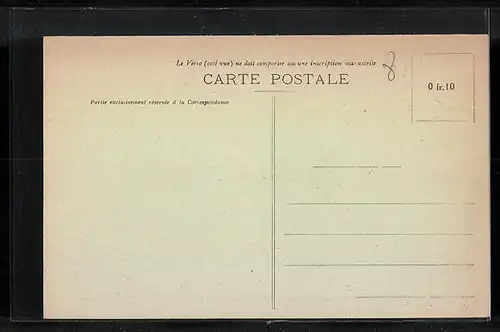 Le Verso (coté vue) ne doit comporter aucune inscription manuscrite
8
CARTE POSTALE
0 fr.10
Partie exclusivement réservée à la Correspondance